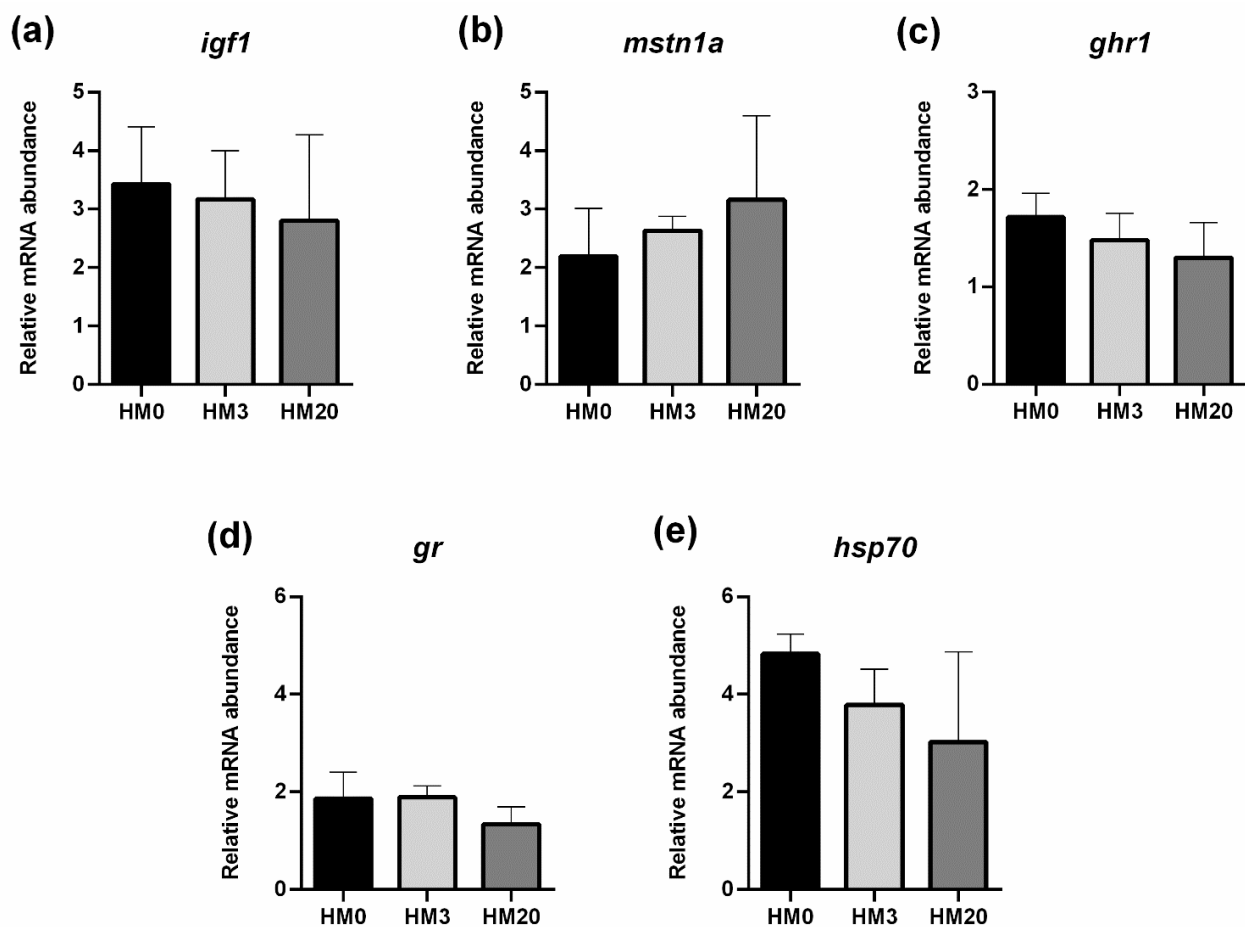 (a)
igf1
Relative mRNA abundance
5
4
3
2
1
0
HM0 HM3 HM20
(b)
mstn1a
Relative mRNA abundance
5
4
3
2
1
0
HM0 HM3 HM20
(c)
ghr1
Relative mRNA abundance
3
2
1
0
HM0 HM3 HM20
(d)
gr
Relative mRNA abundance
6
4
2
0
HM0 HM3 HM20
(e)
hsp70
Relative mRNA abundance
6
4
2
0
HM0 HM3 HM20